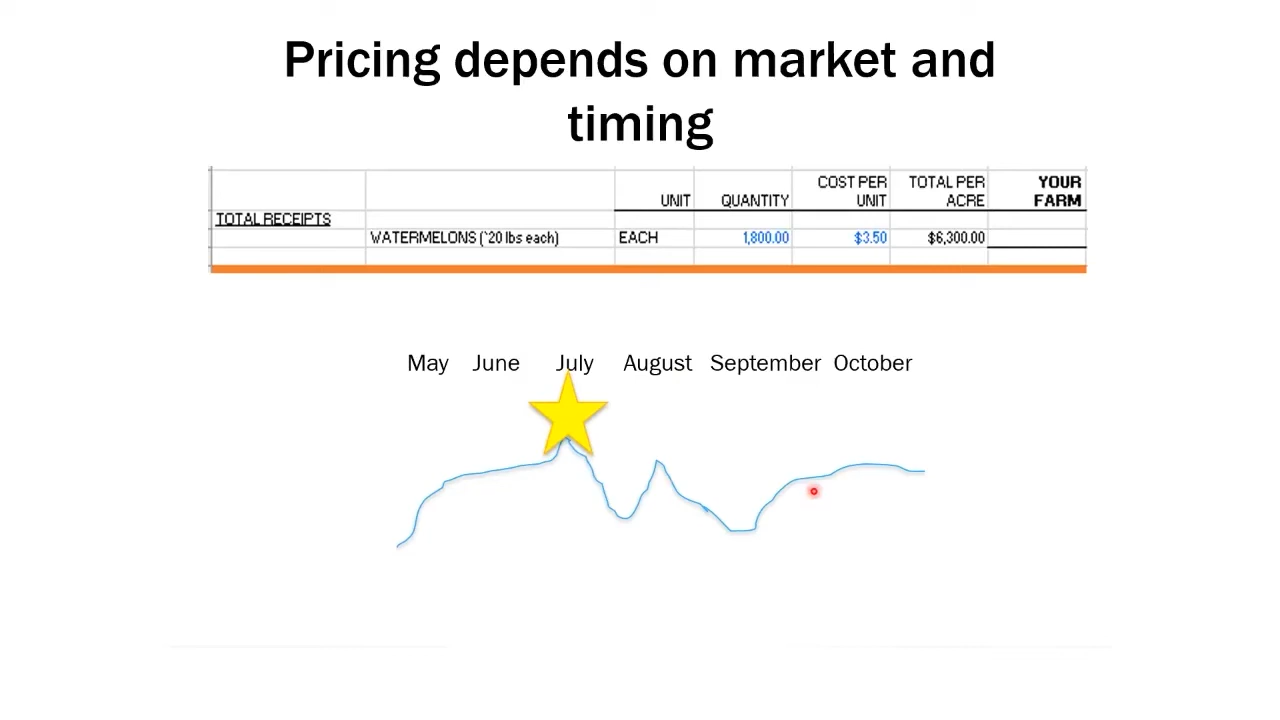 Pricing depends on market and
timing
COST PER TOTAL PER YOUR
UNIT QUANTITY UNIT ACRE FARM
TOTAL RECEIPTS
WATERMELONS (`20 lbs each) EACH 1,800.00 $3.50 $6,300.00
May June July August September October